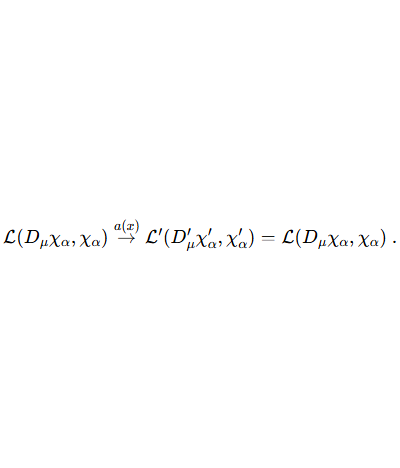 ℒ(D_μχ_α, χ_α) →^{a(x)} ℒ′(D′_μχ′_α, χ′_α) = ℒ(D_μχ_α, χ_α) .